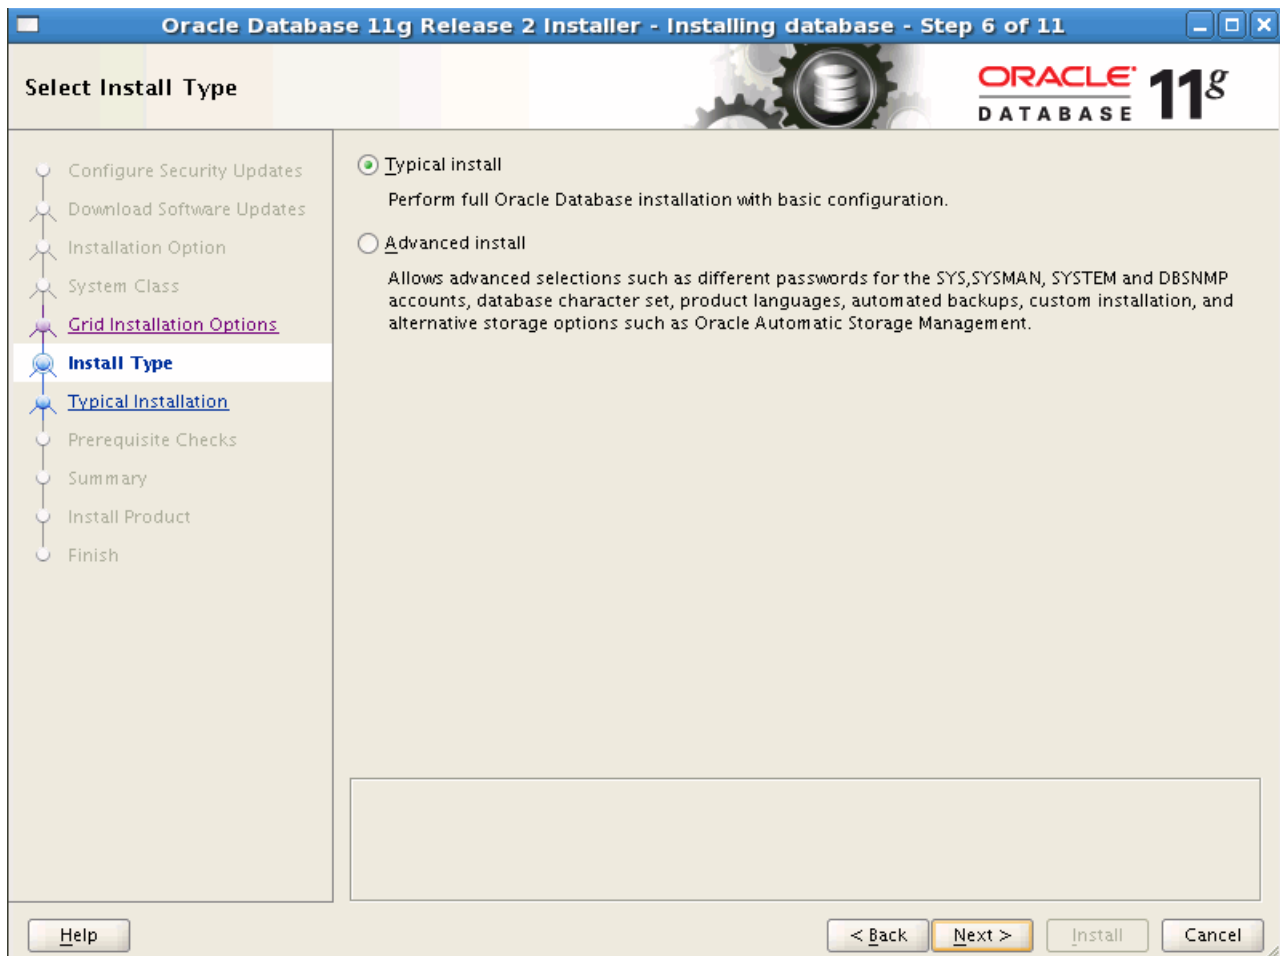 Oracle Database 11g Release 2 Installer - Installing database - Step 6 of 11
Select Install Type
ORACLE
DATABASE
11g
Configure Security Updates
Download Software Updates
Installation Option
System Class
Grid Installation Options
Install Type
Typical Installation
Prerequisite Checks
Summary
Install Product
Finish
Typical install
Perform full Oracle Database installation with basic configuration.
Advanced install
Allows advanced selections such as different passwords for the SYS,SYSMAN, SYSTEM and DBSNMP
accounts, database character set, product languages, automated backups, custom installation, and
alternative storage options such as Oracle Automatic Storage Management.
Help
< Back
Next >
Install
Cancel